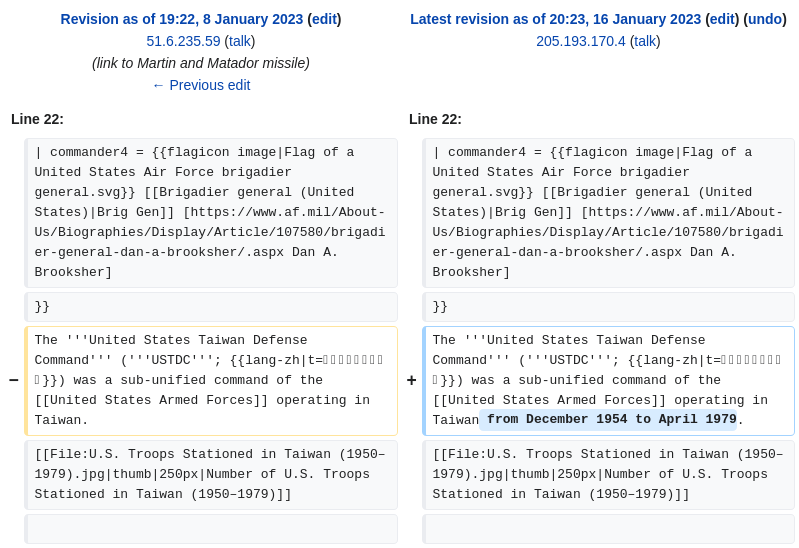 Revision as of 19:22, 8 January 2023 (edit)
51.6.235.59 (talk)
(link to Martin and Matador missile)
← Previous edit
Latest revision as of 20:23, 16 January 2023 (edit) (undo)
205.193.170.4 (talk)
Line 22:
Line 22:
| commander4 = {{flagicon image|Flag of a
United States Air Force brigadier
general.svg}} [[Brigadier general (United
States)|Brig Gen]] [https://www.af.mil/About-
Us/Biographies/Display/Article/107580/brigadi
er-general-dan-a-brooksher/.aspx Dan A.
Brooksher]
| commander4 = {{flagicon image|Flag of a
United States Air Force brigadier
general.svg}} [[Brigadier general (United
States)|Brig Gen]] [https://www.af.mil/About-
Us/Biographies/Display/Article/107580/brigadi
er-general-dan-a-brooksher/.aspx Dan A.
Brooksher]
}}
}}
−
The '''United States Taiwan Defense
Command''' ('''USTDC'''; {{lang-zh|t=
}}) was a sub-unified command of the
[[United States Armed Forces]] operating in
Taiwan.
+
The '''United States Taiwan Defense
Command''' ('''USTDC'''; {{lang-zh|t=
}}) was a sub-unified command of the
[[United States Armed Forces]] operating in
Taiwan from December 1954 to April 1979.
[[File:U.S. Troops Stationed in Taiwan (1950–
1979).jpg|thumb|250px|Number of U.S. Troops
Stationed in Taiwan (1950–1979)]]
[[File:U.S. Troops Stationed in Taiwan (1950–
1979).jpg|thumb|250px|Number of U.S. Troops
Stationed in Taiwan (1950–1979)]]